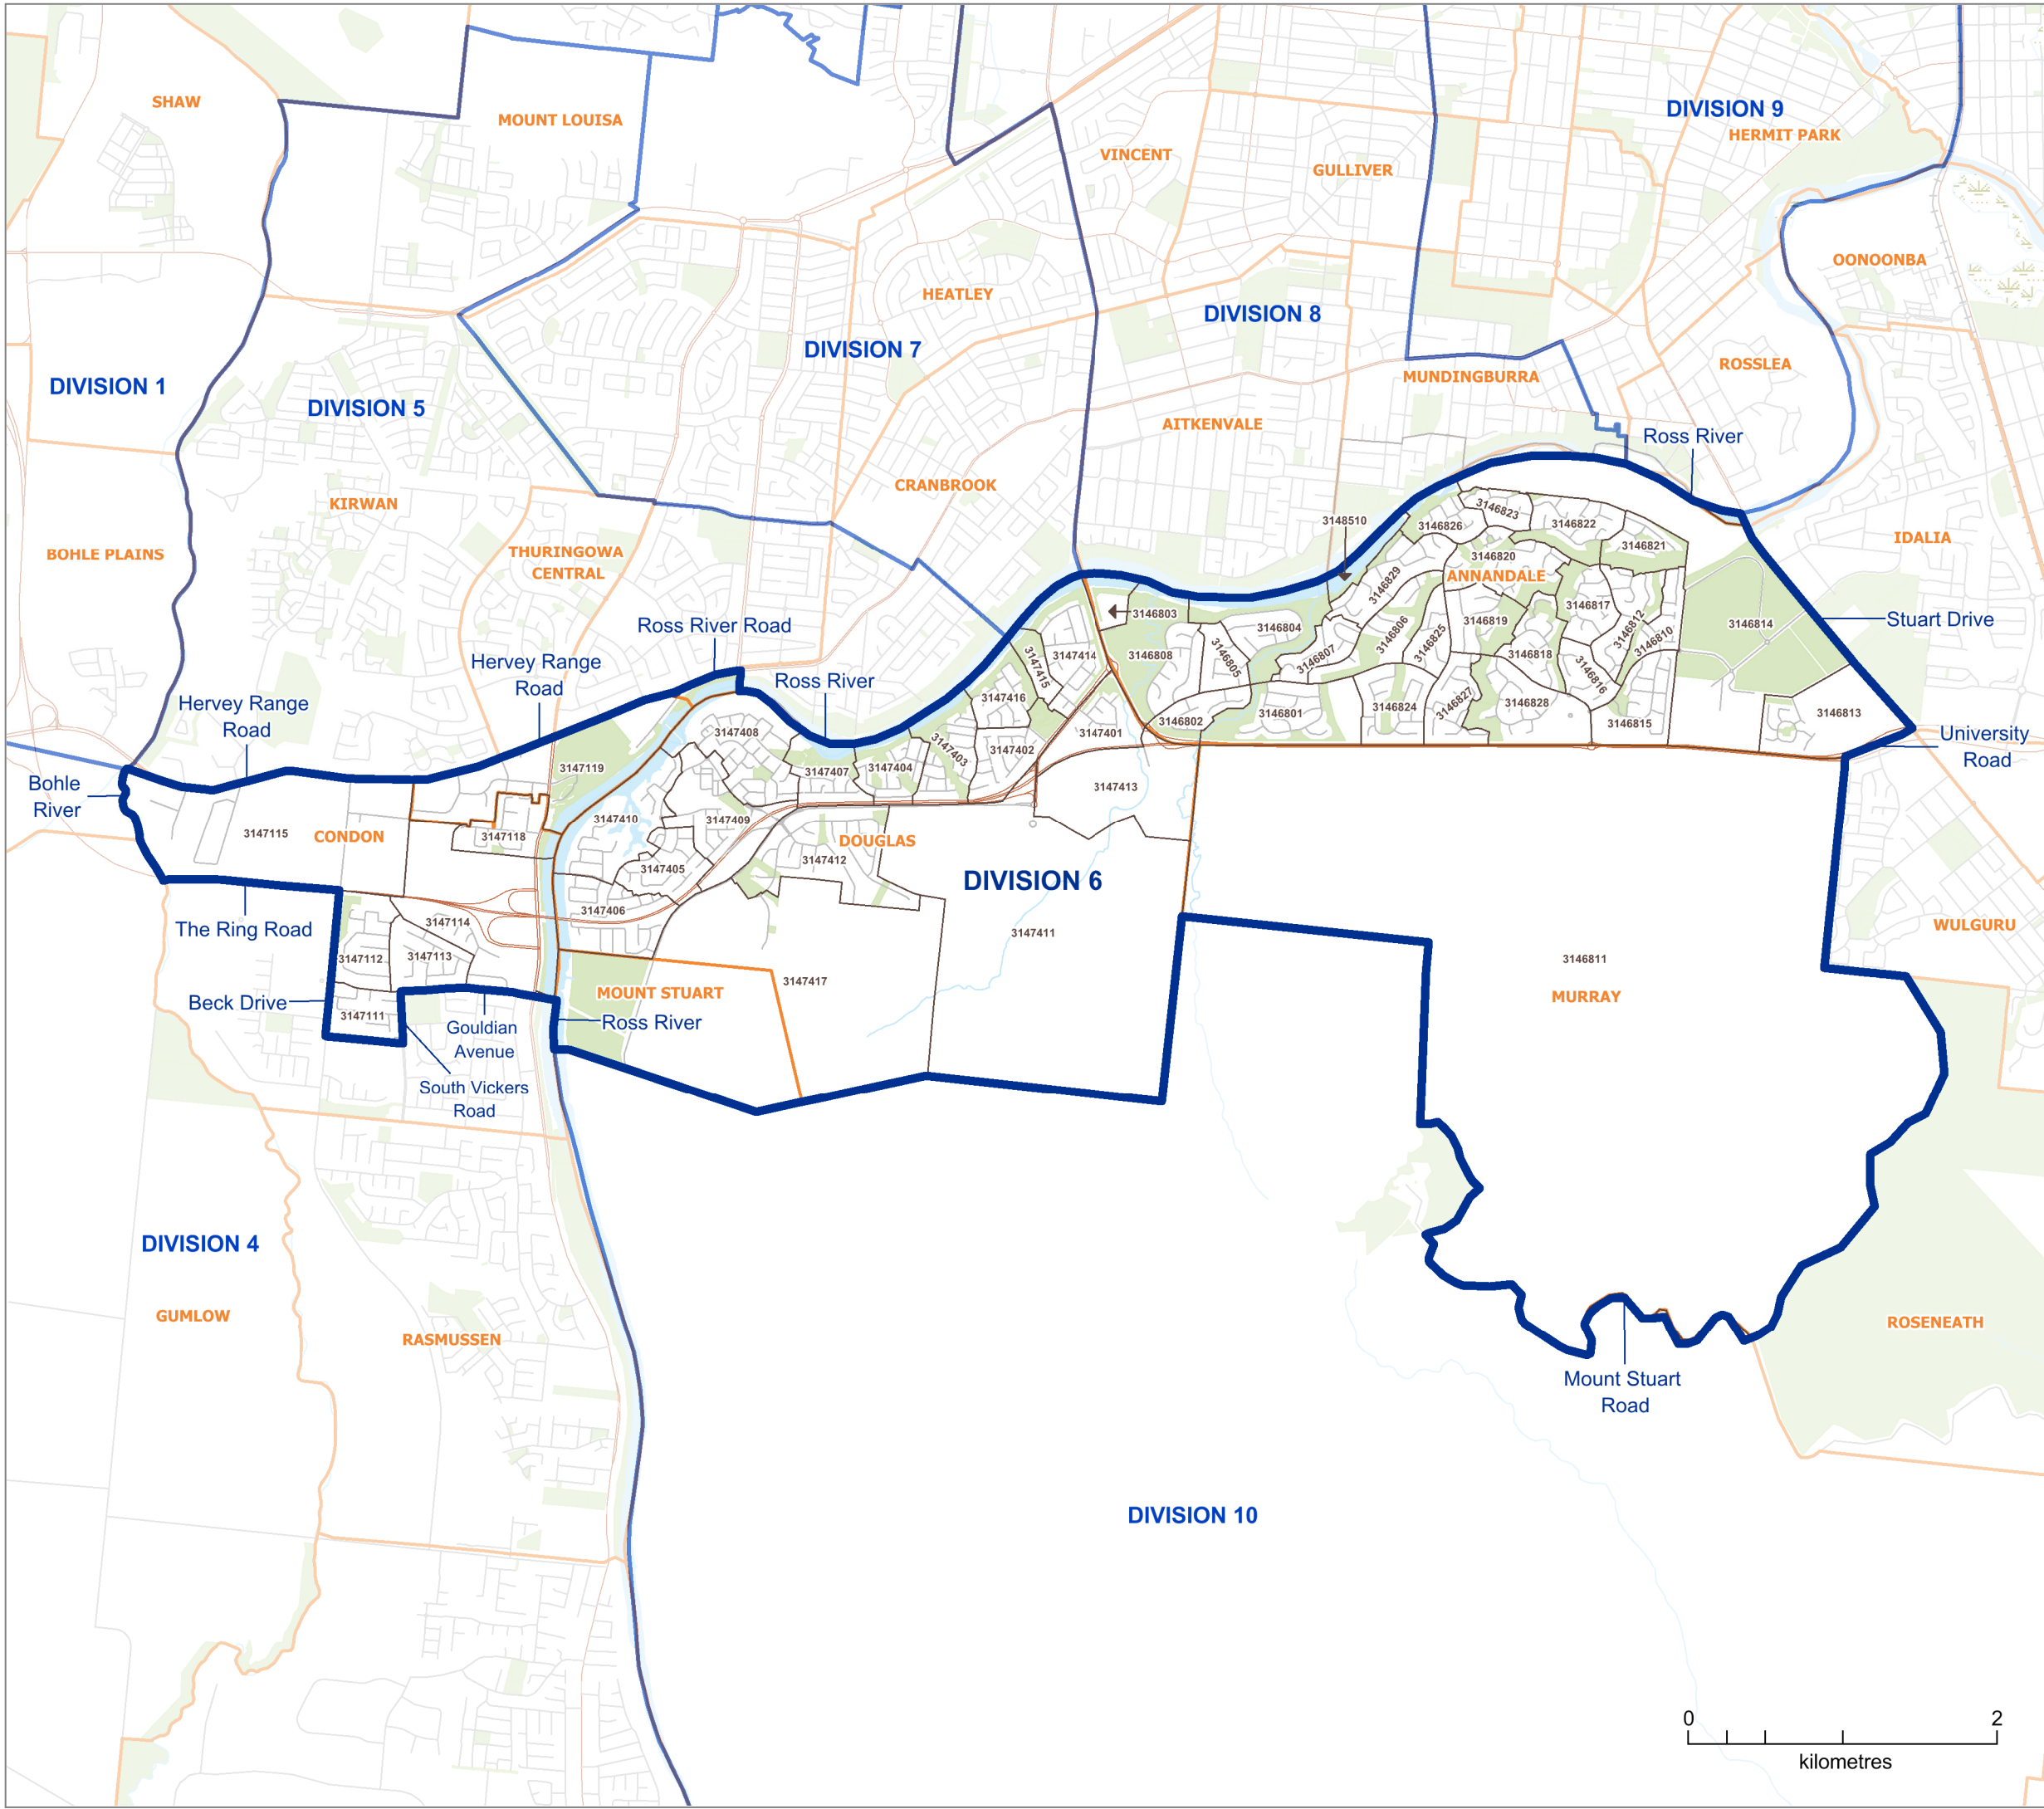 DIVISION 9
SHAW
MOUNT LOUISA
HERMIT PARK
VINCENT
GULLIVER
OONOONBA
HEATLEY
DIVISION 8
DIVISION 7
ROSSLEA
MUNDINGBURRA
DIVISION 1
DIVISION 5
AITKENVALE
Ross River
CRANBROOK
KIRWAN
BOHLE PLAINS
THURINGOWA
CENTRAL
IDALIA
3148510
3146826
3146823
3146822
3146821
3146820
ANNANDALE
3146829
3146817
3146803
3146804
3146806
3146819
3146812
3146814
Stuart Drive
Ross River Road
3146825
3146810
3147414
3146808
3146805
3146807
3146818
Hervey Range
Road
3147415
Ross River
3146816
3147416
3146827
3146828
3146824
3146801
3146802
3146815
3146813
Hervey Range
Road
3147408
3147401
3147402
3147403
University
Road
3147119
3147407
3147404
Bohle
River
3147413
3147115
CONDON
3147118
3147410
3147409
DOUGLAS
3147412
3147405
DIVISION 6
3147406
The Ring Road
3147114
3147411
WULGURU
3147112
3147113
3147417
3146811
MOUNT STUART
MURRAY
Beck Drive
3147111
Gouldian
Avenue
Ross River
South Vickers
Road
DIVISION 4
GUMLOW
RASMUSSEN
ROSENEATH
Mount Stuart
Road
DIVISION 10
0
2
kilometres